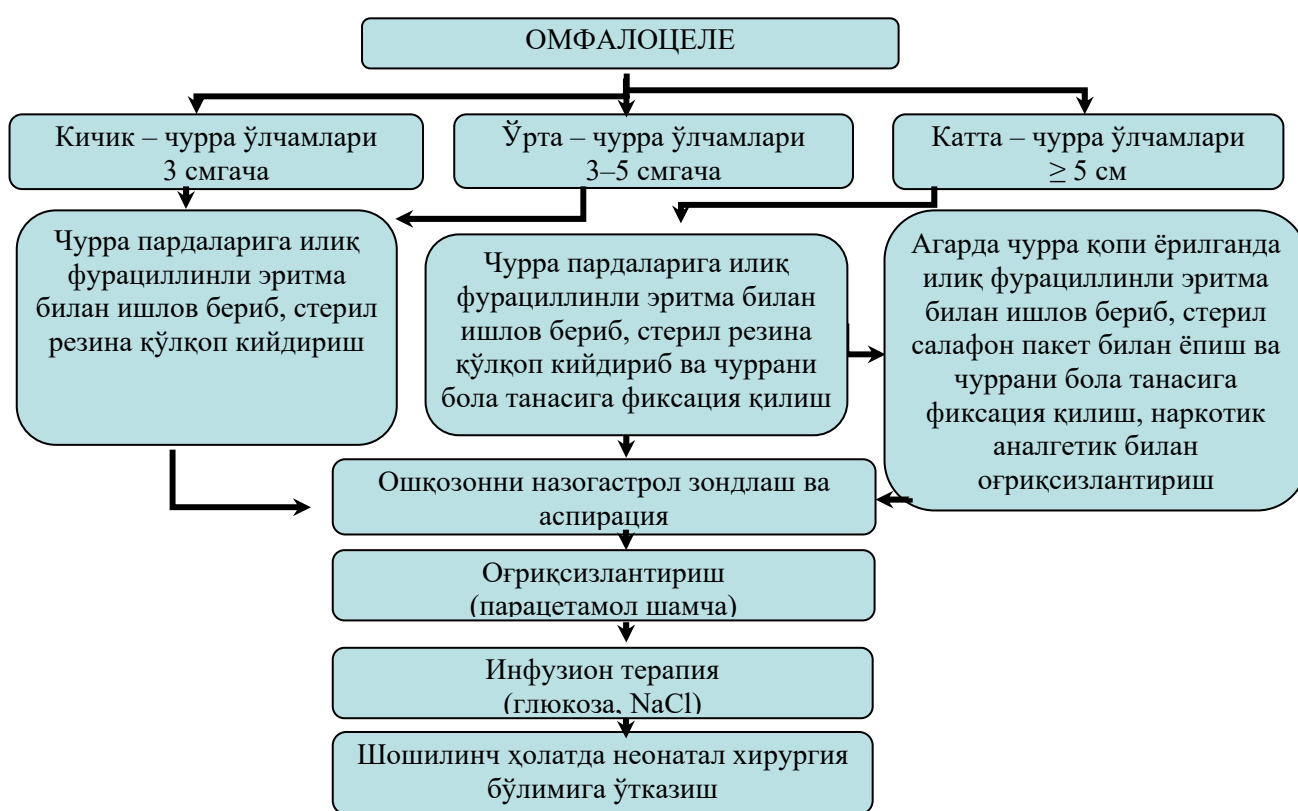 ОМФАЛОЦЕЛЕ
Кичик – чурра ўлчамлари
3 смгача
Ўрта – чурра ўлчамлари
3–5 смгача
Катта – чурра ўлчамлари
≥ 5 см
Чурра пардаларига илиқ
фурациллинли эритма
билан ишлов бериб, стерил
резина қўлқоп кийдириш
Чурра пардаларига илиқ
фурациллинли эритма билан
ишлов бериб, стерил резина
қўлқоп кийдириб ва чуррани
бола танасига фиксация қилиш
Агарда чурра қопи ёрилганда
илиқ фурациллинли эритма
билан ишлов бериб, стерил
салафон пакет билан ёпиш ва
чуррани бола танасига
фиксация қилиш, наркотик
аналгетик билан
оғриқсизлантириш
Ошқозонни назогастрол зондлаш ва
аспирация
Оғриқсизлантириш
(парацетамол шамча)
Инфузион терапия
(глюкоза, NaCl)
Шошилинч ҳолатда неонатал хирургия
бўлимига ўтказиш